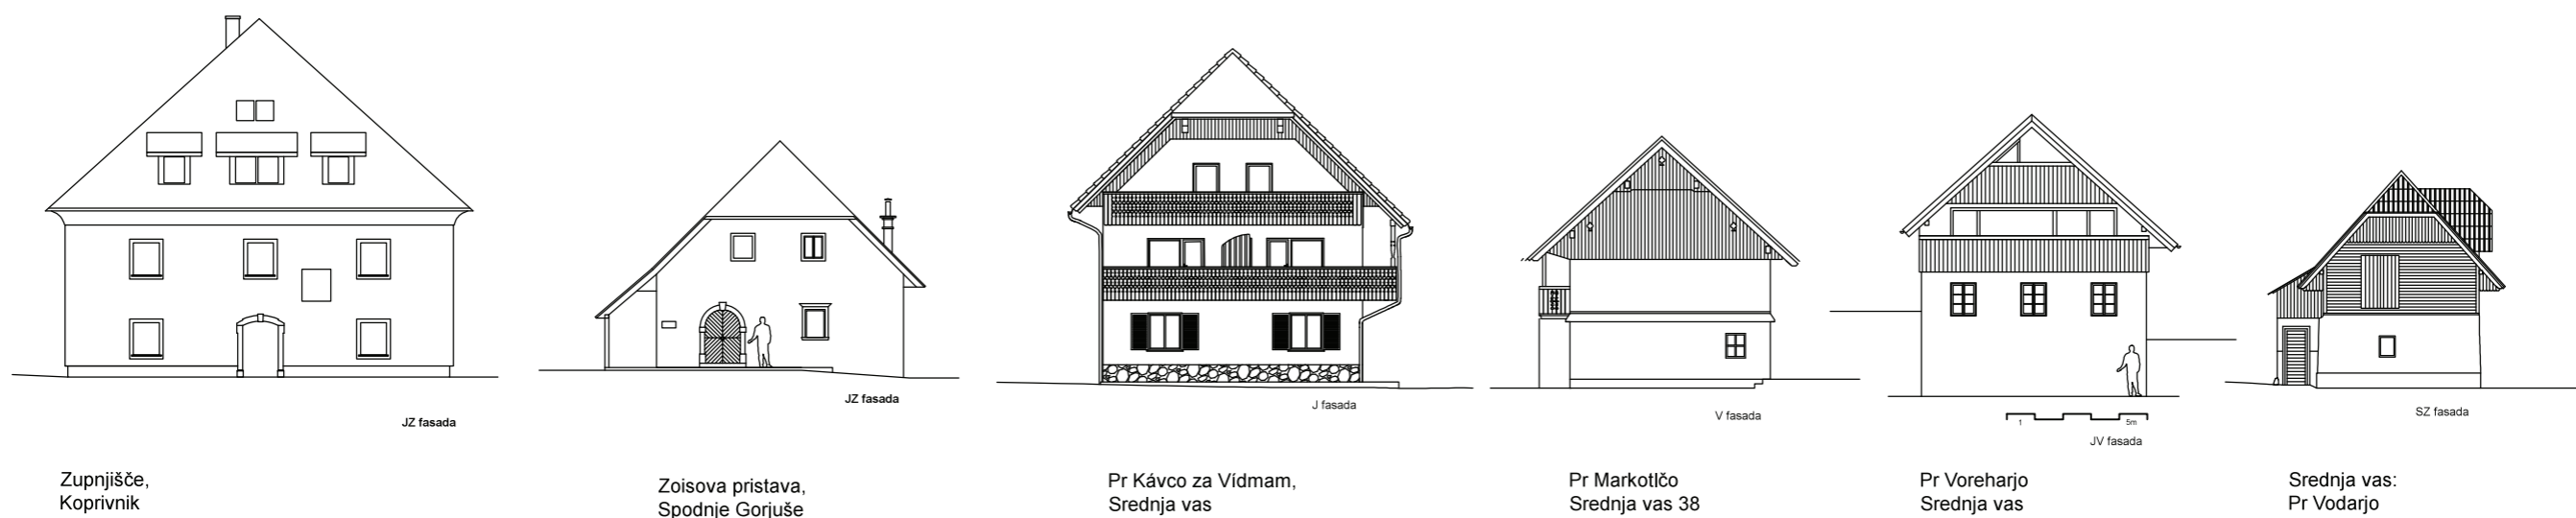 JZ fasada
Zupnjišče,
Koprivnik
JZ fasada
Zoisova pristava,
Spodnje Gorjuše
J fasada
Pr Kávco za Vídmam,
Srednja vas
V fasada
Pr Markotlčo
Srednja vas 38
1 5m
JV fasada
Pr Voreharjo
Srednja vas
SZ fasada
Srednja vas:
Pr Vodarjo